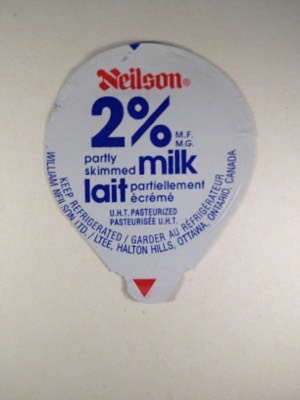 Neilson®
2% M.F.
M.G.
partly
skimmed milk
lait partiellement
écrémé
U.H.T. PASTEURIZED
PASTEURISÉE U.H.T.
KEEP REFRIGERATED / GARDER AU RÉFRIGÉRATEUR
WILLIAM NEILSON LTD. / LTEE, HALTON HILLS, OTTAWA, ONTARIO, CANADA